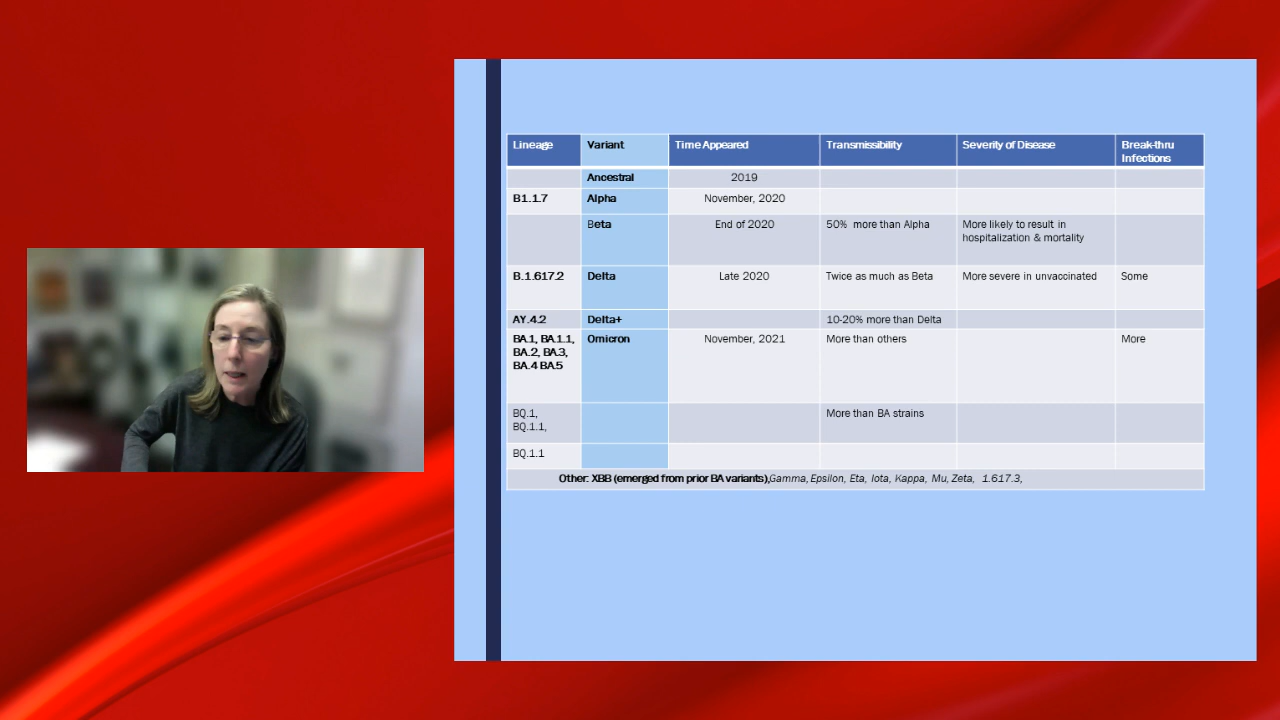 Lineage Variant Time Appeared Transmissibility Severity of Disease Break-thru
Infections
Ancestral 2019
B1.1.7 Alpha November, 2020
Beta End of 2020 50% more than Alpha More likely to result in
hospitalization & mortality
B.1.617.2 Delta Late 2020 Twice as much as Beta More severe in unvaccinated Some
AY.4.2 Delta+ 10-20% more than Delta
BA.1, BA.1.1, Omicron November, 2021 More than others More
BA.2, BA.3,
BA.4 BA.5
BQ.1, More than BA strains
BQ.1.1,
BQ.1.1
Other: XBB (emerged from prior BA variants),Gamma, Epsilon, Eta, Iota, Kappa, Mu, Zeta, 1.617.3,